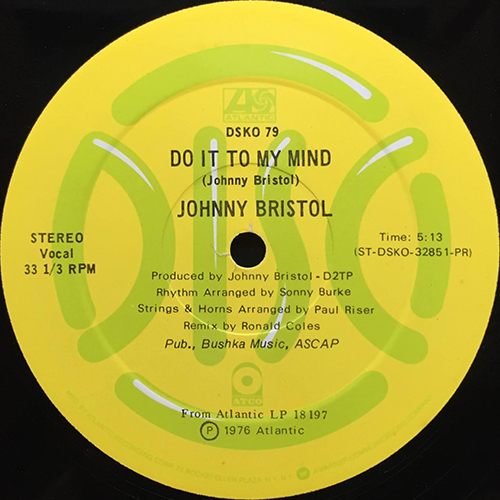 ATLANTIC
DSKO 79
DO IT TO MY MIND
(Johnny Bristol)
JOHNNY BRISTOL
STEREO
Vocal
33 1/3 RPM
Time: 5:13
(ST-DSKO-32851-PR)
Produced by Johnny Bristol - D2TP
Rhythm Arranged by Sonny Burke
Strings & Horns Arranged by Paul Riser
Remix by Ronald Coles
Pub., Bushka Music, ASCAP
ATCO
From Atlantic LP 18197
Ⓟ 1976 Atlantic